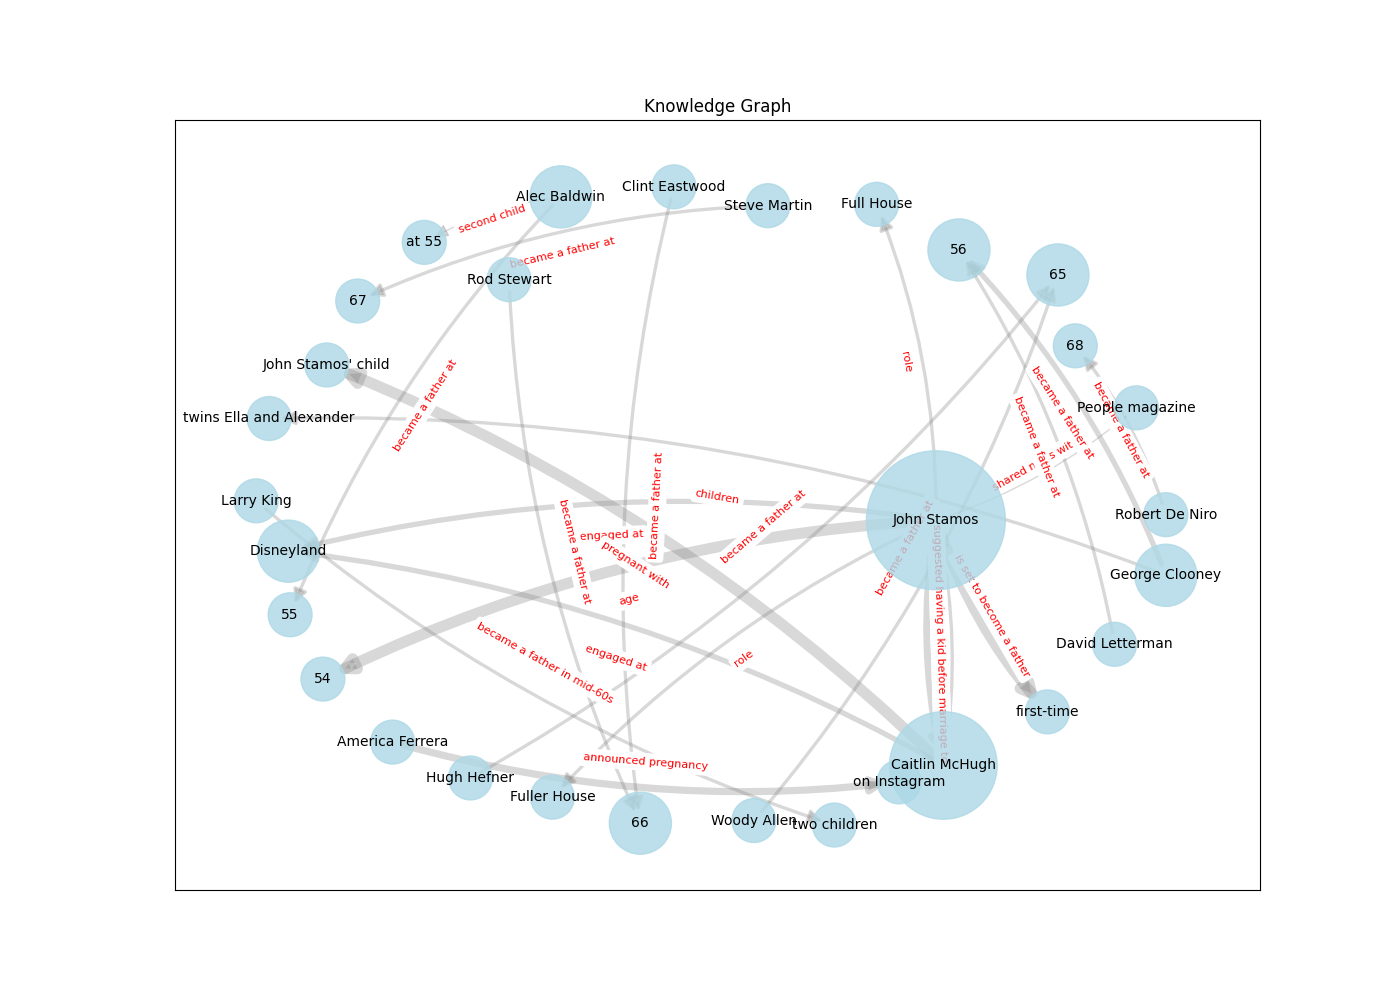 Knowledge Graph
Alec Baldwin
Clint Eastwood
Steve Martin
Full House
second child
at 55
became a father at
56
Rod Stewart
65
67
68
role
John Stamos' child
People magazine
became a father at
became a father at
became a father at
became a father at
twins Ella and Alexander
shared
Larry King
children
became a father at
became a father at
became a father at
John Stamos
Robert De Niro
engaged at
Disneyland
pregnant with
became a father at
suggested having a kid before marriage
is set to become a father
George Clooney
55
age
became a father in mid-60s
engaged at
role
David Letterman
54
first-time
America Ferrera
announced pregnancy
Caitlin McHugh
Hugh Hefner
on Instagram
Fuller House
66
Woody Allen
two children